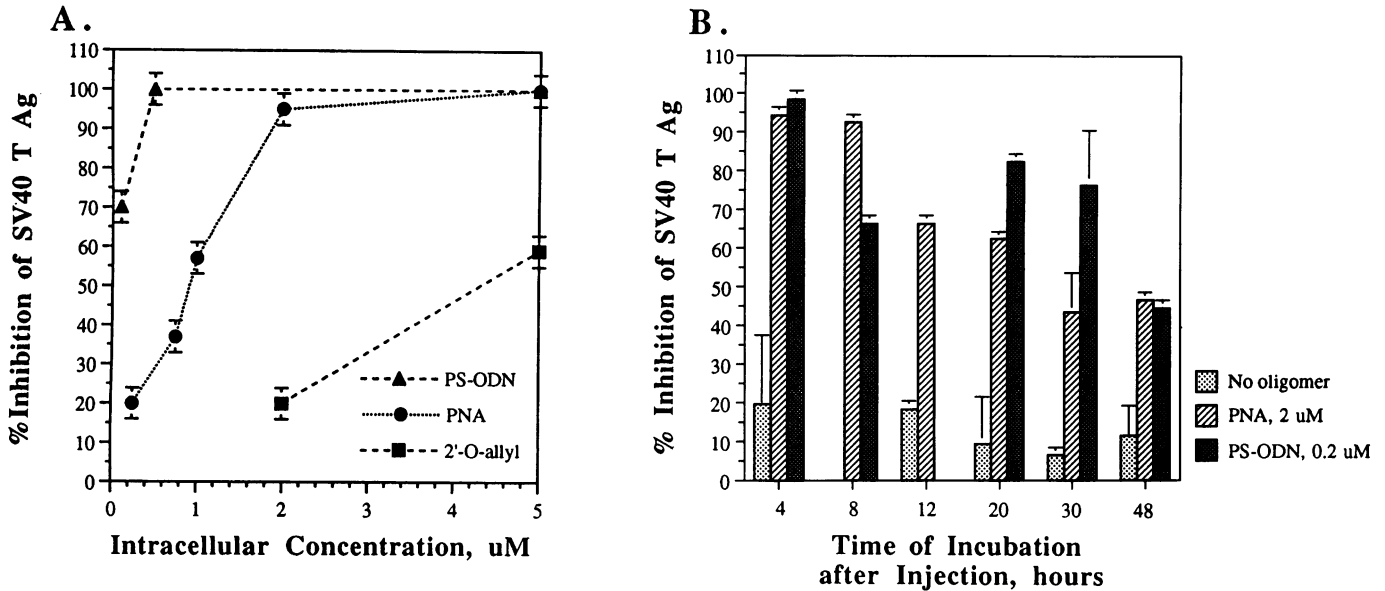 A.
%Inhibition of SV40 T Ag
110
100
90
80
70
60
50
40
30
20
10
0
0 1 2 3 4 5
Intracellular Concentration, uM
PS-ODN
PNA
2'-O-allyl
B.
% Inhibition of SV40 T Ag
110
100
90
80
70
60
50
40
30
20
10
0
4 8 12 20 30 48
Time of Incubation
after Injection, hours
No oligomer
PNA, 2 uM
PS-ODN, 0.2 uM